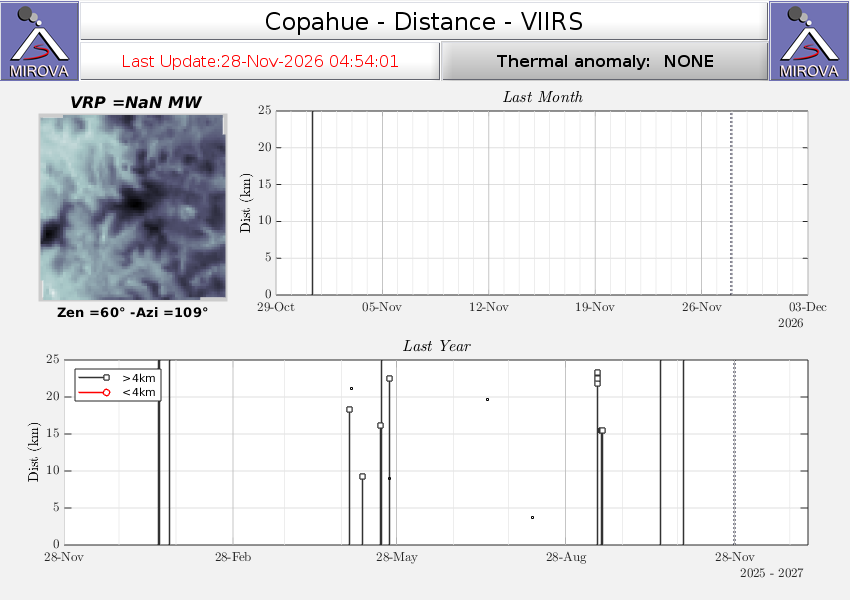 Copahue - Distance - VIIRS
MIROVA
Last Update:28-Nov-2026 04:54:01
Thermal anomaly: NONE
MIROVA
VRP =NaN MW
Zen =60° -Azi =109°
Last Month
Dist (km)
25
20
15
10
5
0
29-Oct 05-Nov 12-Nov 19-Nov 26-Nov 03-Dec
2026
Last Year
Dist (km)
25
20
15
10
5
0
>4km
<4km
28-Nov 28-Feb 28-May 28-Aug 28-Nov
2025 - 2027